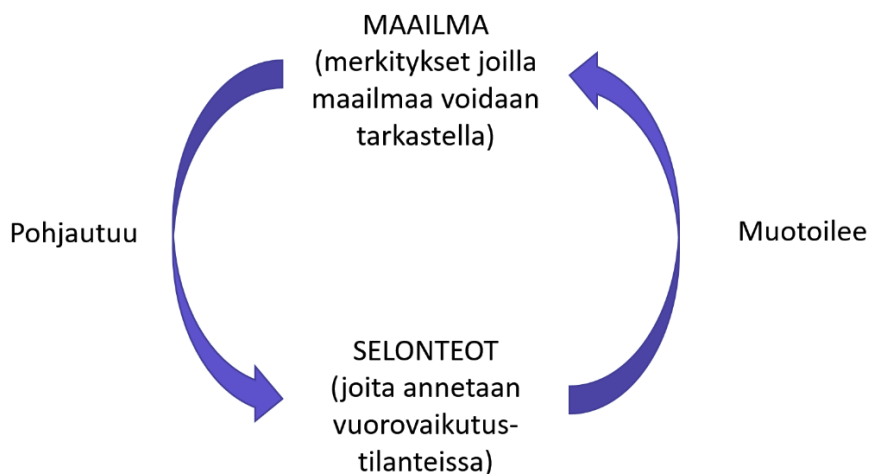 MAAILMA
(merkitykset joilla
maailmaa voidaan
tarkastella)
Pohjautuu
Muotoilee
SELONTEOT
(joita annetaan
vuorovaikutus-
tilanteissa)